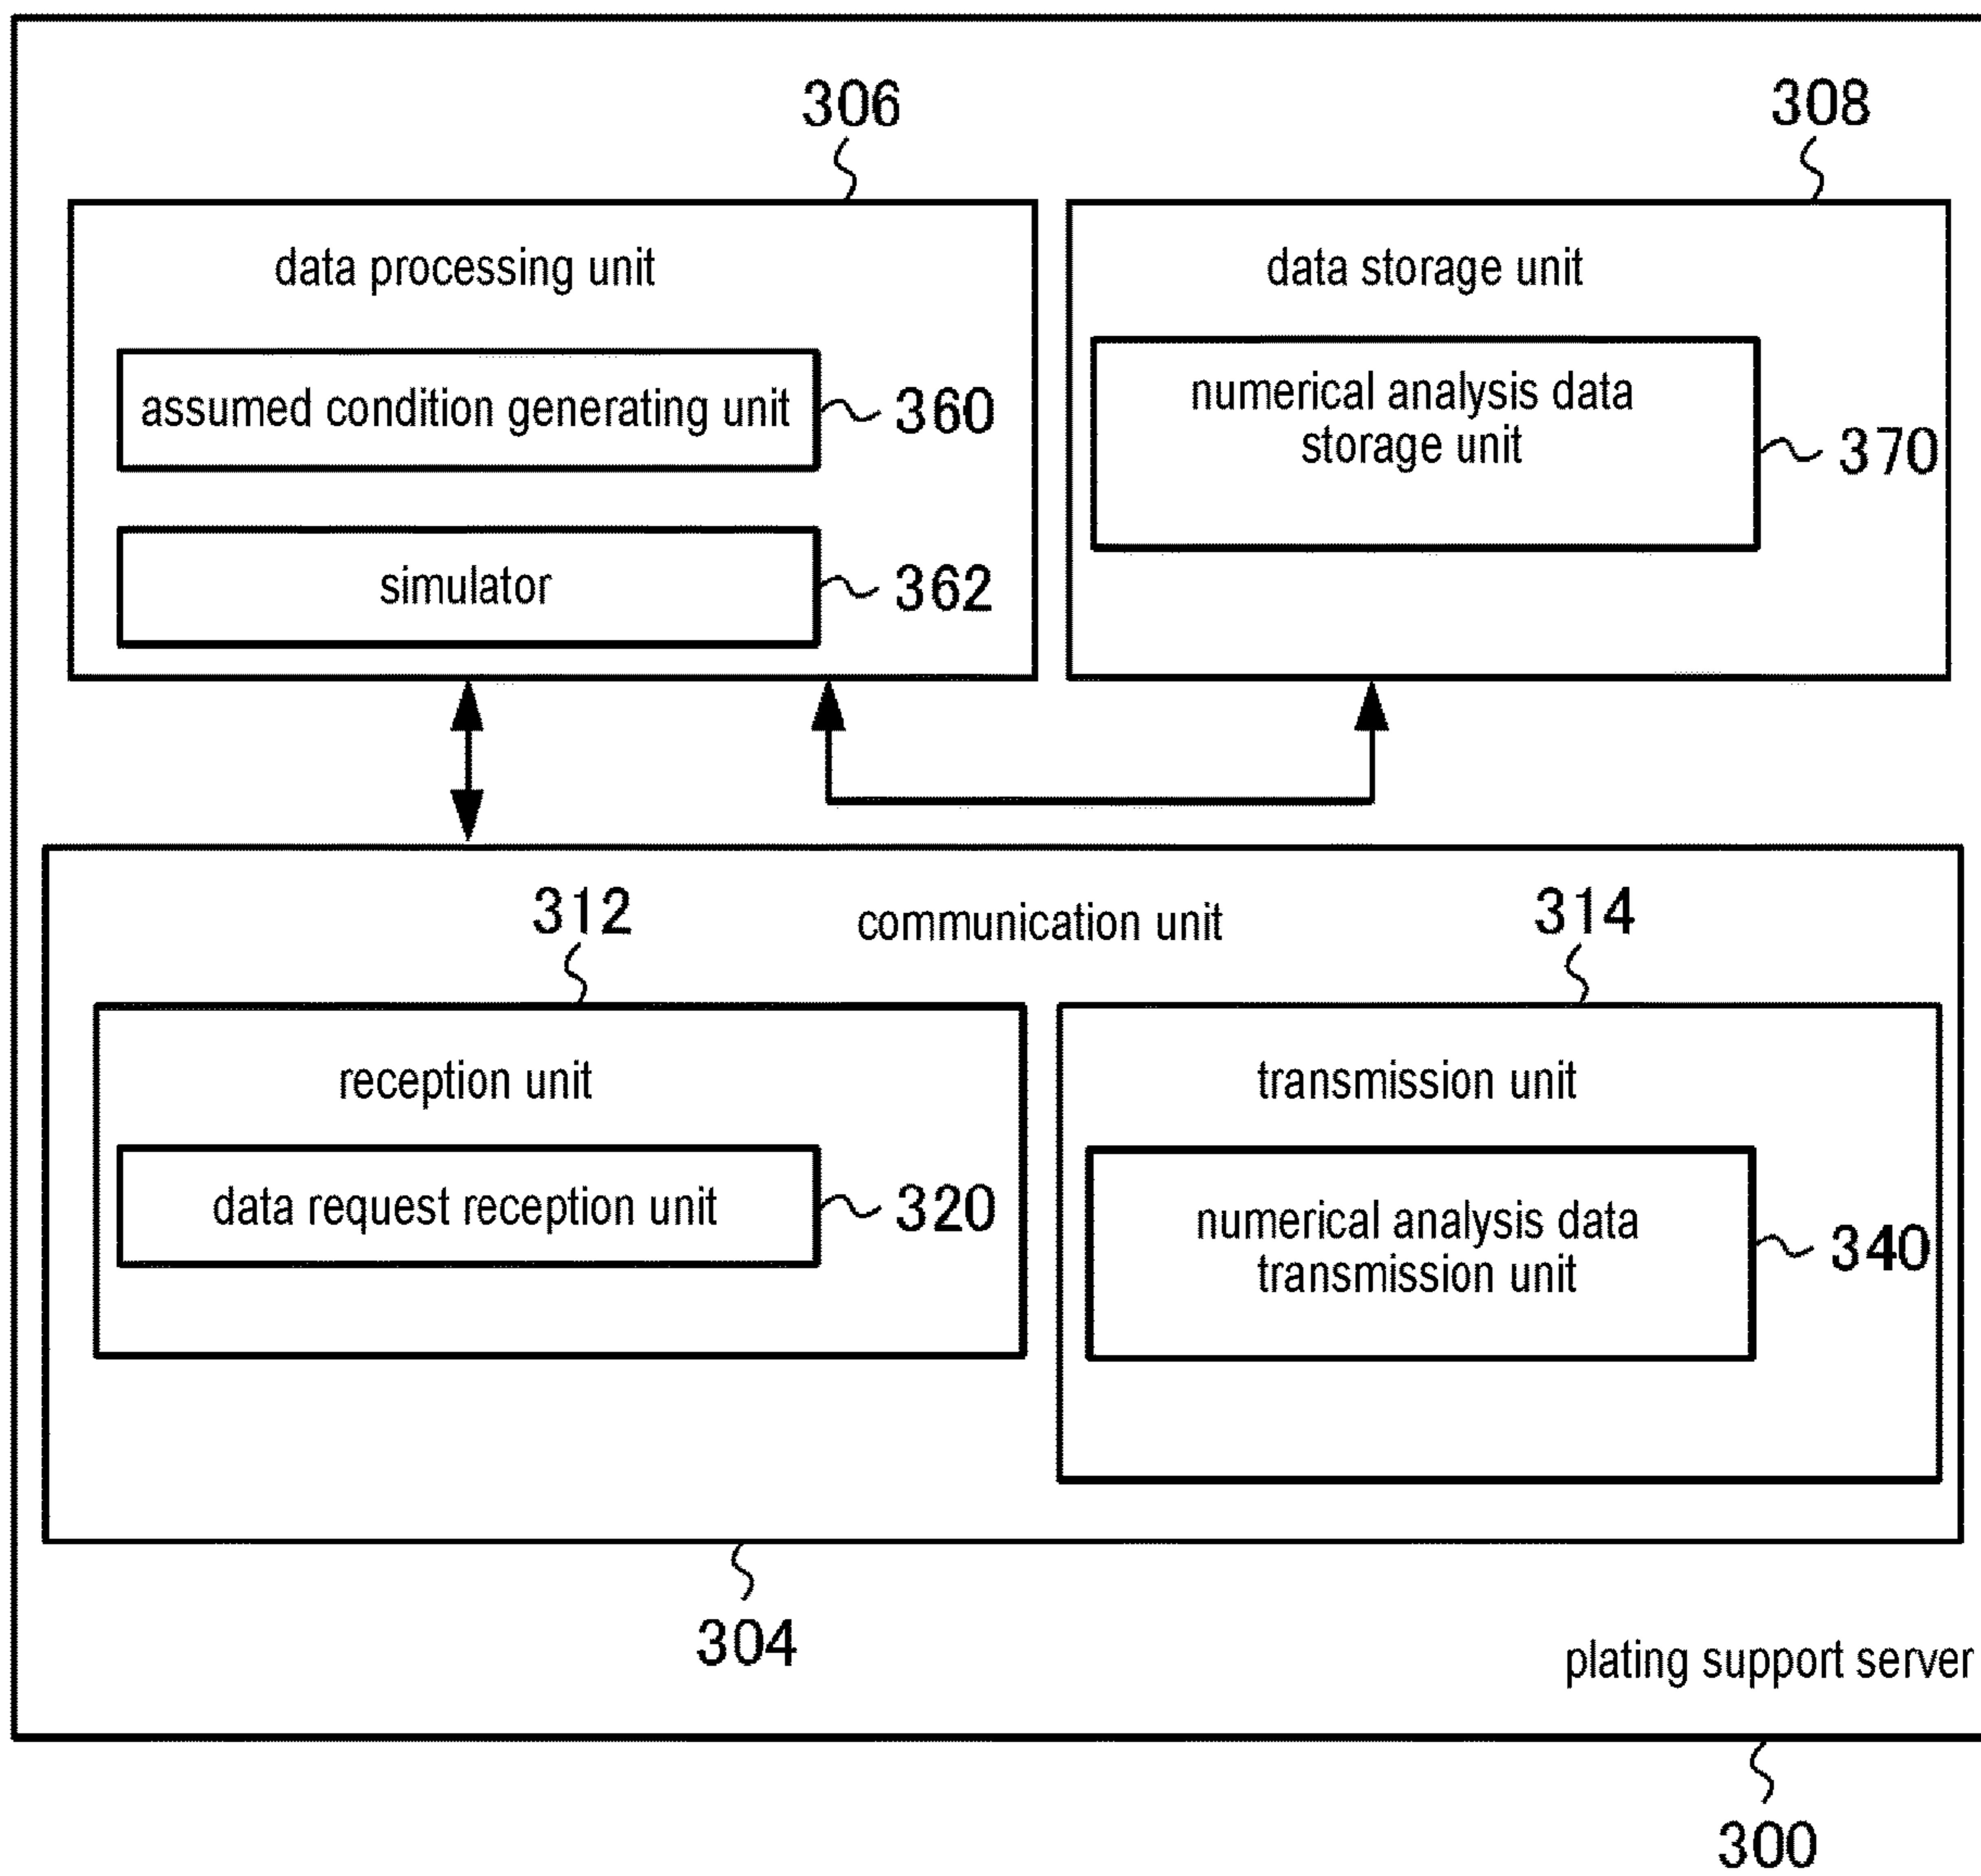 306
308
data processing unit
data storage unit
assumed condition generating unit
360
numerical analysis data
storage unit
370
simulator
362
312
communication unit
314
reception unit
transmission unit
data request reception unit
320
numerical analysis data
transmission unit
340
304
plating support server
300